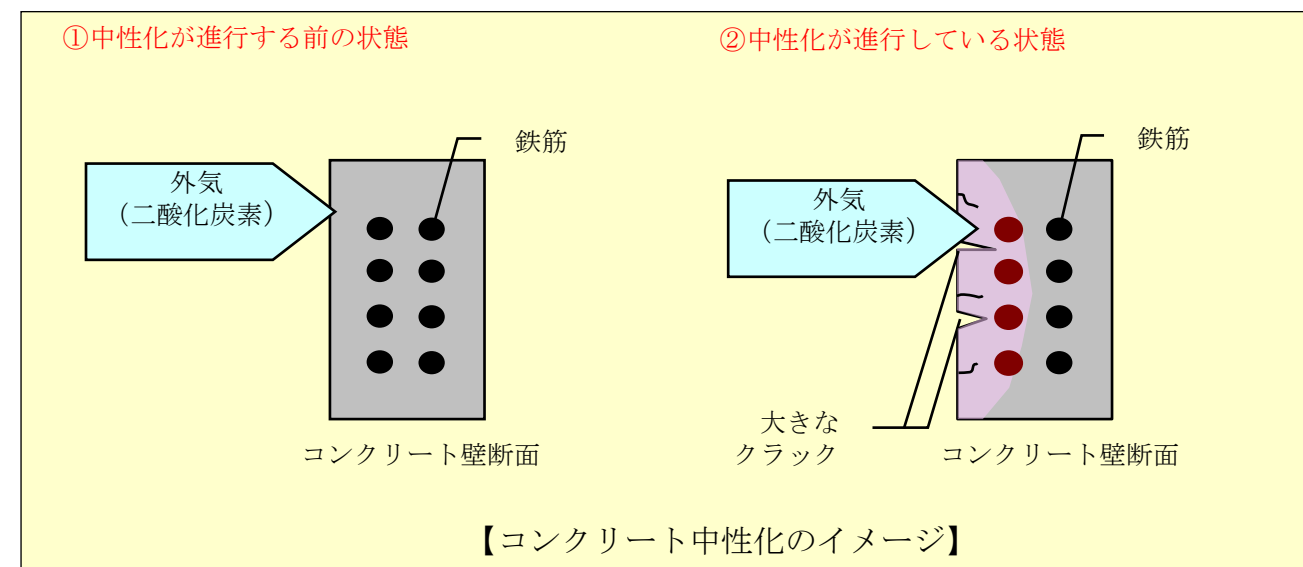 ①中性化が進行する前の状態
②中性化が進行している状態
鉄筋
外気
（二酸化炭素）
コンクリート壁断面
鉄筋
外気
（二酸化炭素）
大きな
クラック
コンクリート壁断面
【コンクリート中性化のイメージ】